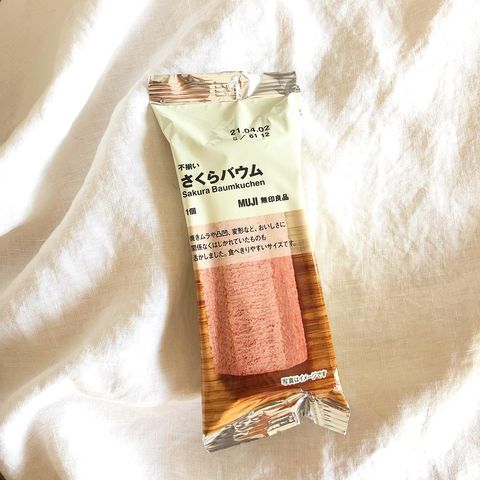 21.04.02
G/ 61 12
不揃い
さくらバウム
Sakura Baumkuchen
1個
MUJI 無印良品
焼きムラや凸凹、変形など、おいしさに
関係なくはじかれていたものも
活かしました。食べきりやすいサイズです。
写真はイメージです